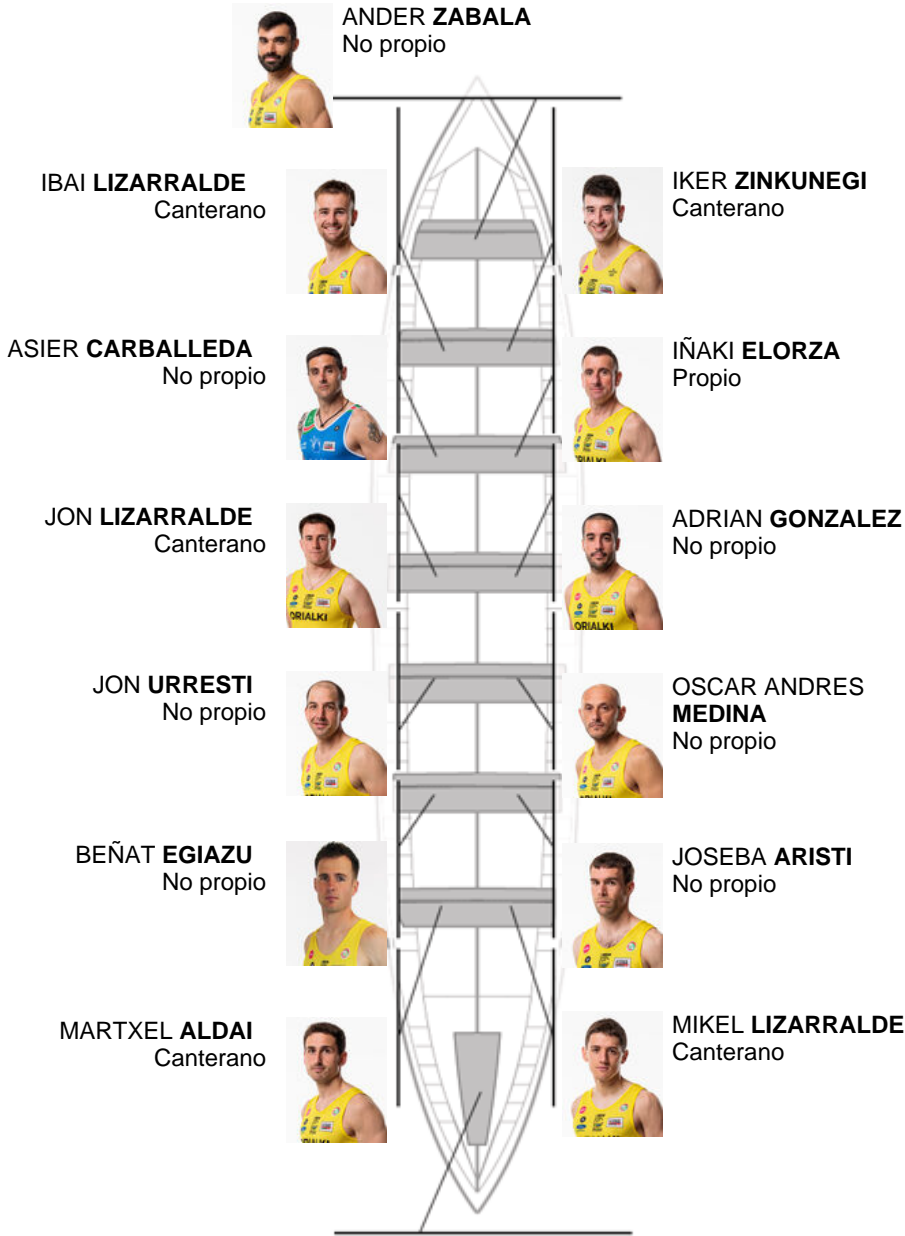 ANDER ZABALA
No propio
IBAI LIZARRALDE
Canterano
IKER ZINKUNEGI
Canterano
ASIER CARBALLEDA
No propio
IÑAKI ELORZA
Propio
JON LIZARRALDE
Canterano
ADRIAN GONZALEZ
No propio
ORIALKI
JON URRESTI
No propio
OSCAR ANDRES
MEDINA
No propio
BEÑAT EGIAZU
No propio
JOSEBA ARISTI
No propio
MARTXEL ALDAI
Canterano
MIKEL LIZARRALDE
Canterano